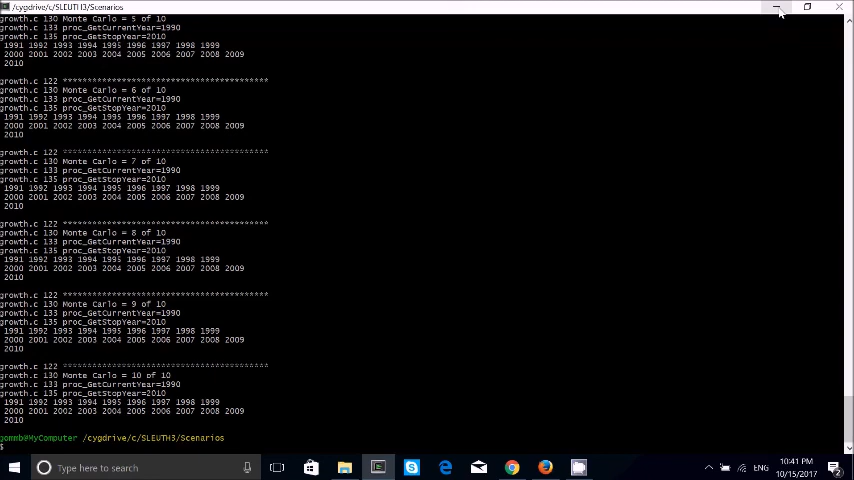 /cygdrive/c/SLEUTH3/Scenarios
growth.c 130 Monte Carlo = 5 of 10
growth.c 133 proc_GetCurrentYear=1990
growth.c 135 proc_GetStopYear=2010
1991 1992 1993 1994 1995 1996 1997 1998 1999
2000 2001 2002 2003 2004 2005 2006 2007 2008 2009
2010
growth.c 122 ******************************************
growth.c 130 Monte Carlo = 6 of 10
growth.c 133 proc_GetCurrentYear=1990
growth.c 135 proc_GetStopYear=2010
1991 1992 1993 1994 1995 1996 1997 1998 1999
2000 2001 2002 2003 2004 2005 2006 2007 2008 2009
2010
growth.c 122 ******************************************
growth.c 130 Monte Carlo = 7 of 10
growth.c 133 proc_GetCurrentYear=1990
growth.c 135 proc_GetStopYear=2010
1991 1992 1993 1994 1995 1996 1997 1998 1999
2000 2001 2002 2003 2004 2005 2006 2007 2008 2009
2010
growth.c 122 ******************************************
growth.c 130 Monte Carlo = 8 of 10
growth.c 133 proc_GetCurrentYear=1990
growth.c 135 proc_GetStopYear=2010
1991 1992 1993 1994 1995 1996 1997 1998 1999
2000 2001 2002 2003 2004 2005 2006 2007 2008 2009
2010
growth.c 122 ******************************************
growth.c 130 Monte Carlo = 9 of 10
growth.c 133 proc_GetCurrentYear=1990
growth.c 135 proc_GetStopYear=2010
1991 1992 1993 1994 1995 1996 1997 1998 1999
2000 2001 2002 2003 2004 2005 2006 2007 2008 2009
2010
growth.c 122 ******************************************
growth.c 130 Monte Carlo = 10 of 10
growth.c 133 proc_GetCurrentYear=1990
growth.c 135 proc_GetStopYear=2010
1991 1992 1993 1994 1995 1996 1997 1998 1999
2000 2001 2002 2003 2004 2005 2006 2007 2008 2009
2010
gommb@MyComputer /cygdrive/c/SLEUTH3/Scenarios
$
Type here to search
ENG
10:41 PM
10/15/2017
2